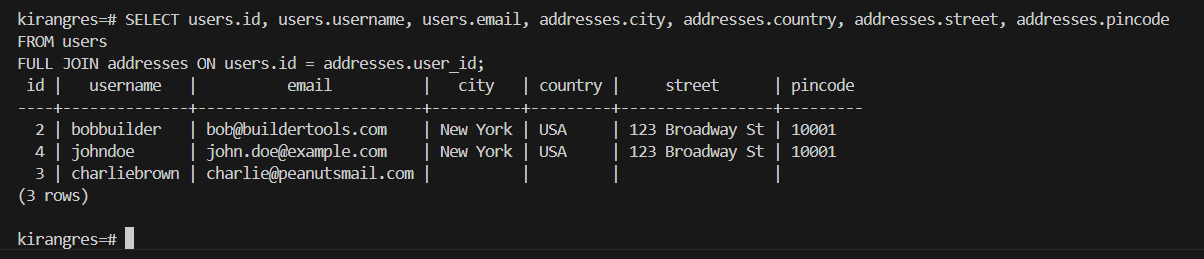 kirangres=# SELECT users.id, users.username, users.email, addresses.city, addresses.country, addresses.street, addresses.pincode
FROM users
FULL JOIN addresses ON users.id = addresses.user_id;
 id |   username   |         email          |   city   | country |     street      | pincode
----+--------------+------------------------+----------+---------+-----------------+---------
  2 | bobbuilder   | bob@buildertools.com   | New York | USA     | 123 Broadway St | 10001
  4 | johndoe      | john.doe@example.com   | New York | USA     | 123 Broadway St | 10001
  3 | charliebrown | charlie@peanutsmail.com |          |         |                 |
(3 rows)

kirangres=#